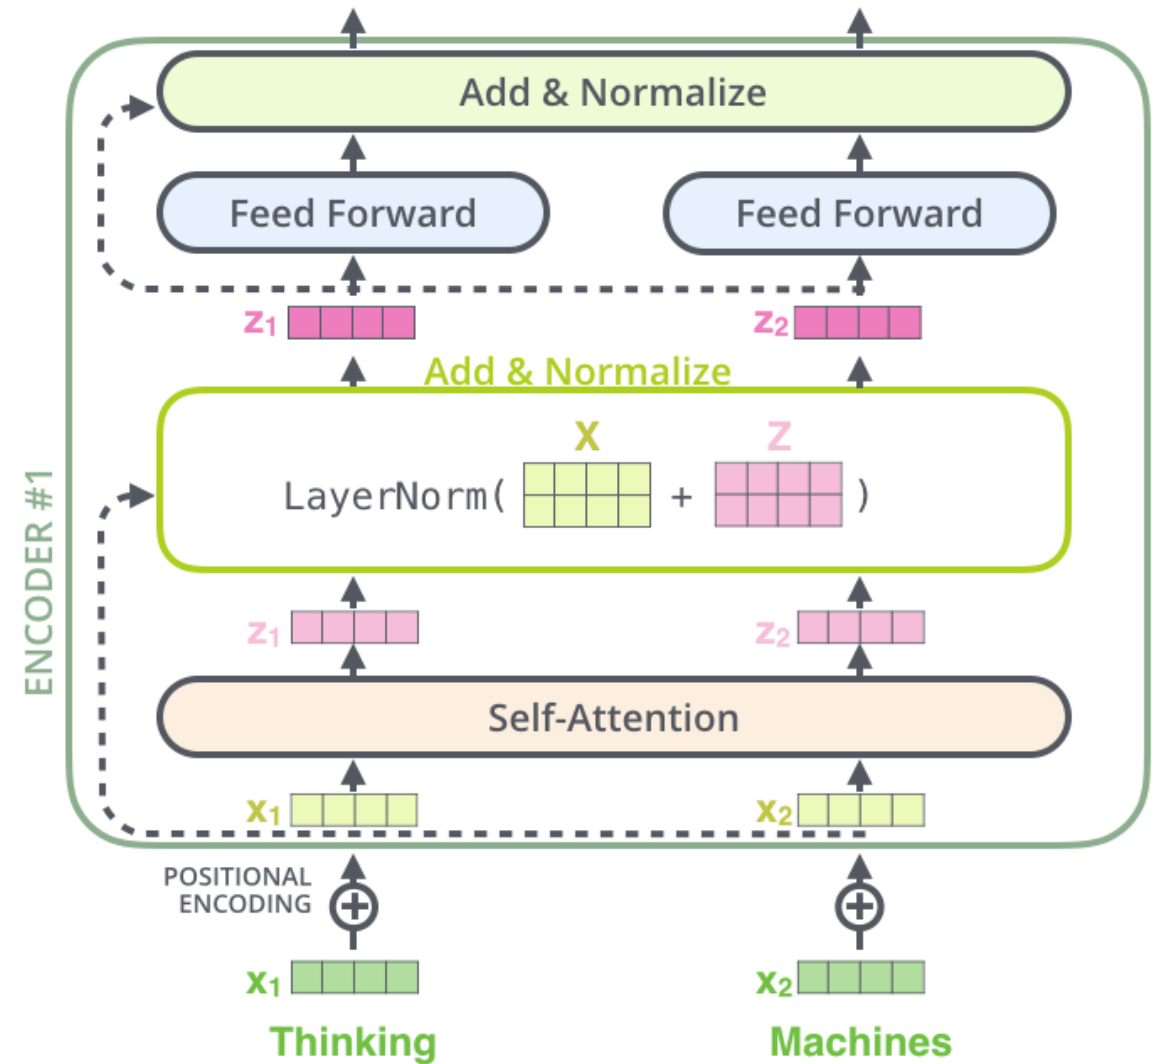 Add & Normalize
Feed Forward Feed Forward
z1 z2
Add & Normalize
X Z
LayerNorm( + )
ENCODER #1
z1 z2
Self-Attention
x1 x2
POSITIONAL
ENCODING
x1 x2
Thinking Machines